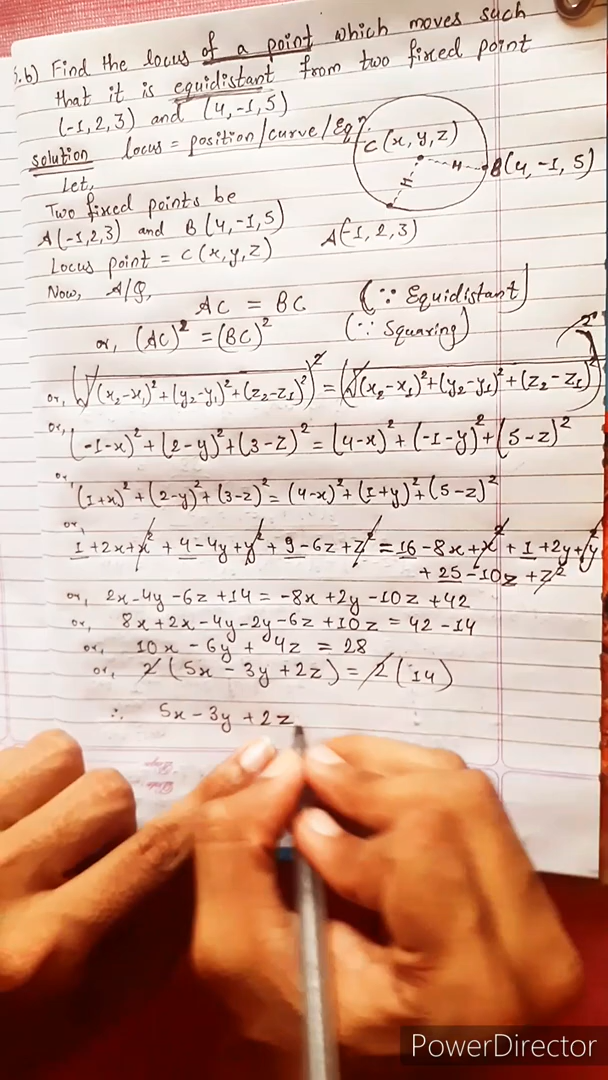 5.6) Find the locus of a point which moves such
that it is equidistant from two fixed point
(-1,2,3) and (4,-1,5)
solution locus = position/curve/Eqn.
C(x,y,z)
H H B(4,-1,5)
A(-1,2,3)
Let,
Two fixed points be
A(-1,2,3) and B(4,-1,5)
Locus point = C(x,y,z)
Now, A/Q,
AC = BC (∵ Equidistant)
or, (AC)² = (BC)² (∵ Squaring)
or, (√(x₂-x₁)²+(y₂-y₁)²+(z₂-z₁)²)² = (√(x₂-x₁)²+(y₂-y₁)²+(z₂-z₁)²)²
or, (-1-x)²+(2-y)²+(3-z)² = (4-x)²+(-1-y)²+(5-z)²
or, (1+x)²+(2-y)²+(3-z)² = (4-x)²+(1+y)²+(5-z)²
or, 1+2x+x²+4-4y+y²+9-6z+z² = 16-8x+x²+1+2y+y²
+25-10z+z²
or, 2x-4y-6z+14 = -8x+2y-10z+42
or, 8x+2x-4y-2y-6z+10z = 42-14
or, 10x-6y+4z = 28
or, 2(5x-3y+2z) = 2(14)
∴ 5x-3y+2z
PowerDirector